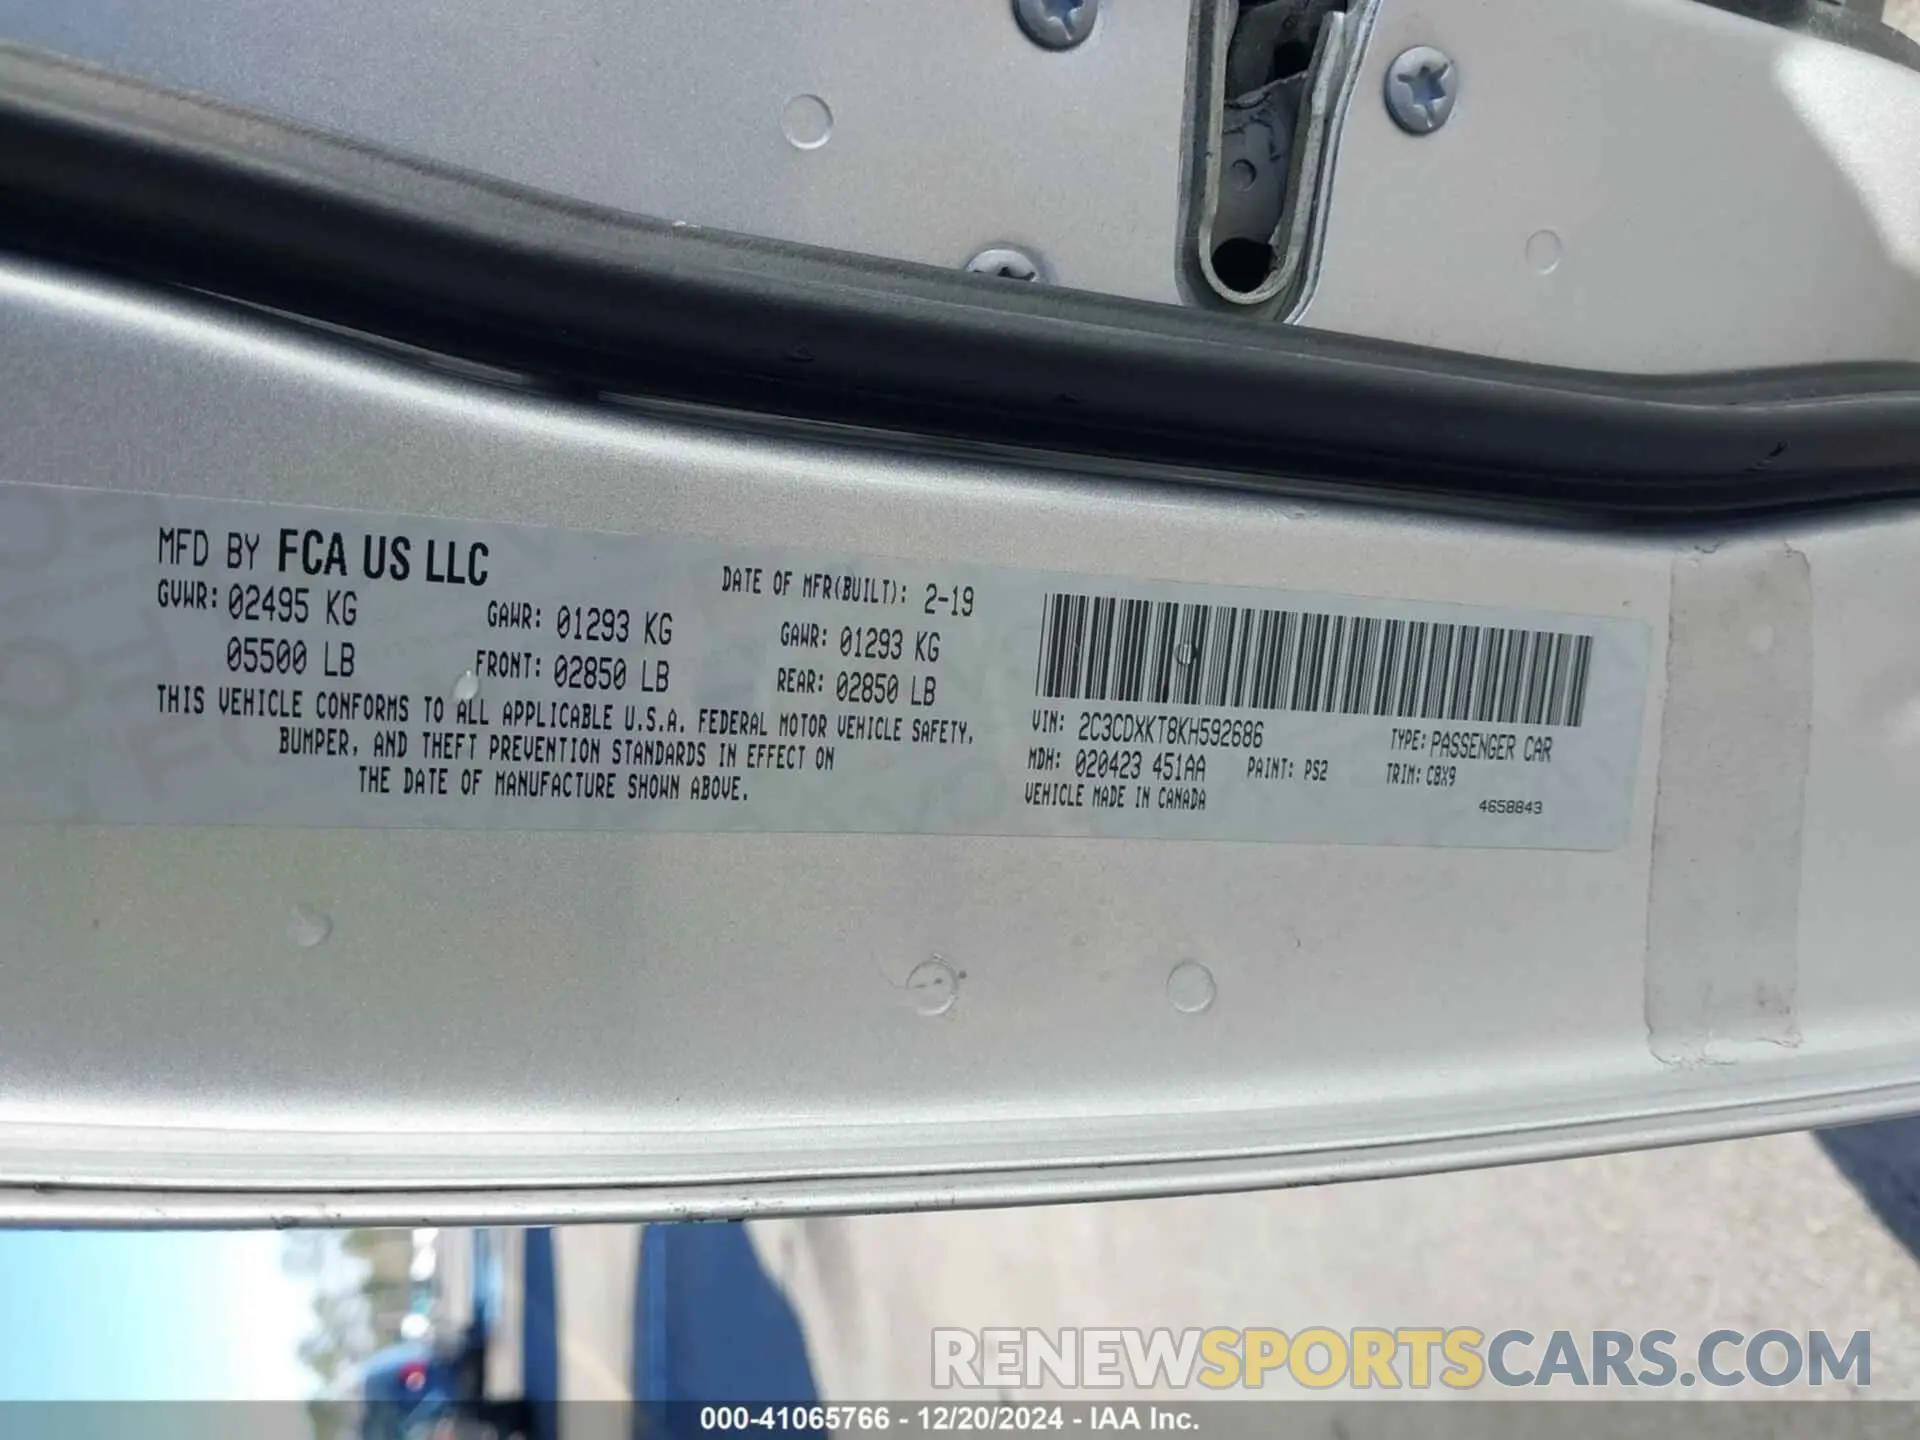 MFD BY FCA US LLC
DATE OF MFR(BUILT): 2-19
GVWR: 02495 KG GAWR: 01293 KG GAWR: 01293 KG
05500 LB FRONT: 02850 LB REAR: 02850 LB
THIS VEHICLE CONFORMS TO ALL APPLICABLE U.S.A. FEDERAL MOTOR VEHICLE SAFETY,
BUMPER, AND THEFT PREVENTION STANDARDS IN EFFECT ON
THE DATE OF MANUFACTURE SHOWN ABOVE.
VIN: 2C3CDXKT8KH592686 TYPE: PASSENGER CAR
MDH: 020423 451AA PAINT: PS2 TRIM: CBX9
VEHICLE MADE IN CANADA 4658843
RENEWSPORTSCARS.COM
000-41065766 - 12/20/2024 - IAA Inc.